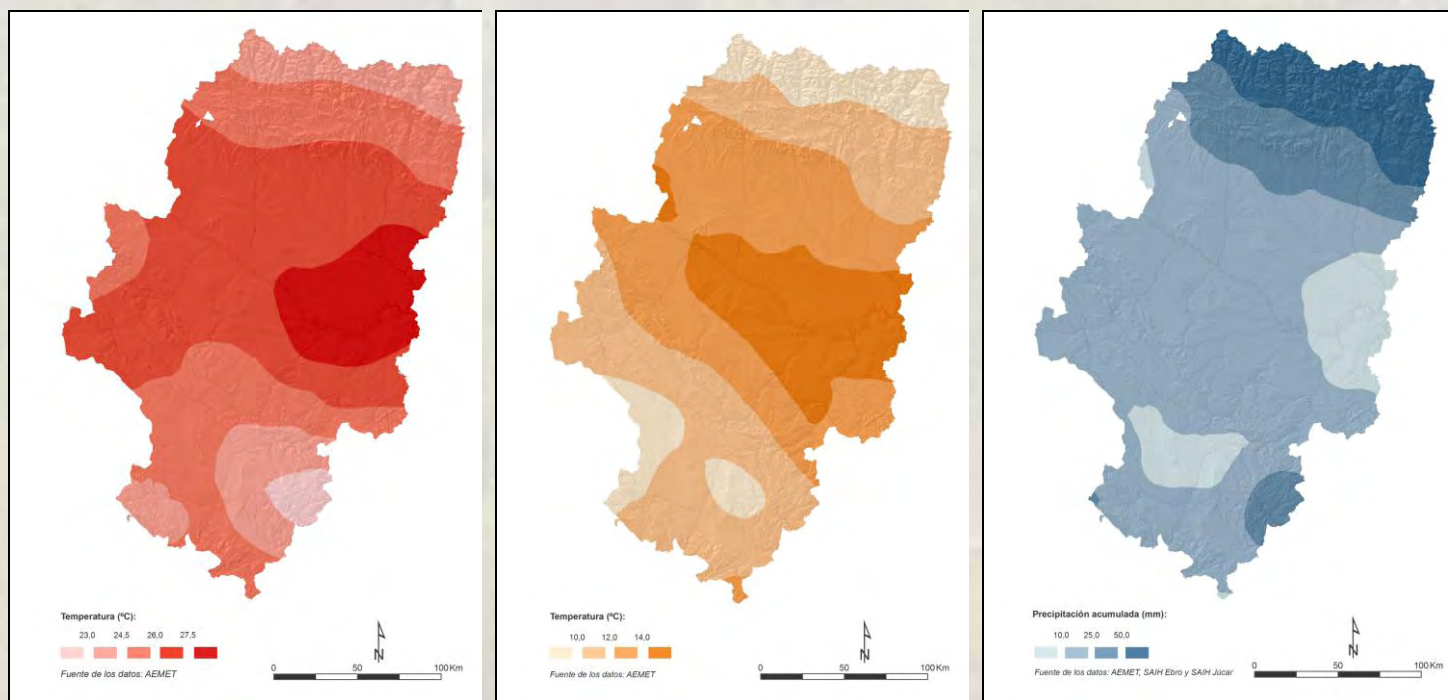 Temperatura (ºC):
23,0 24,5 26,0 27,5
Fuente de los datos: AEMET
N
0 50 100 Km
Temperatura (ºC):
10,0 12,0 14,0
Fuente de los datos: AEMET
N
0 50 100 Km
Precipitación acumulada (mm):
10,0 25,0 50,0
Fuente de los datos: AEMET, SAIH Ebro y SAIH Júcar
N
0 50 100 Km